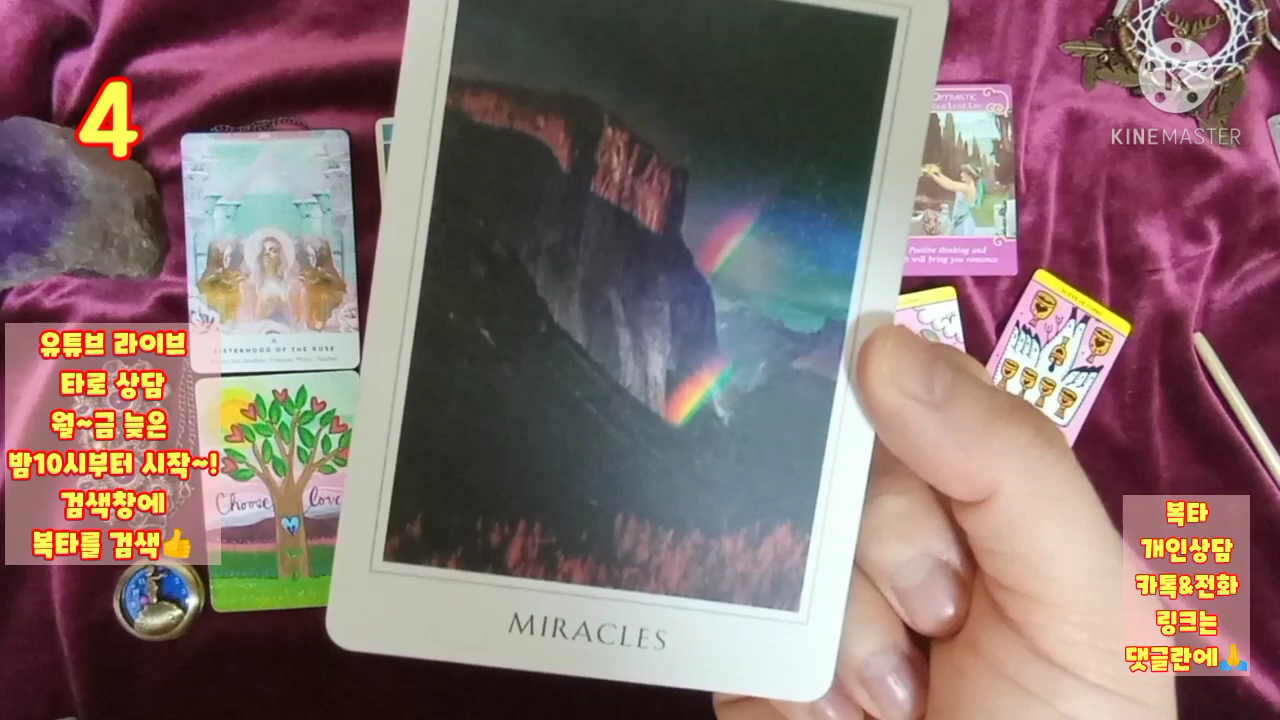 4
KINEMASTER
OPTIMISTIC
LOVE LIFE
Positive thinking and
will bring you romance
SISTERHOOD OF THE ROSE
Choose love
MIRACLES
유튜브 라이브
타로 상담
월~금 늦은
밤10시부터 시작~!
검색창에
복타를 검색👍
복타
개인상담
카톡&전화
링크는
댓글란에🙏